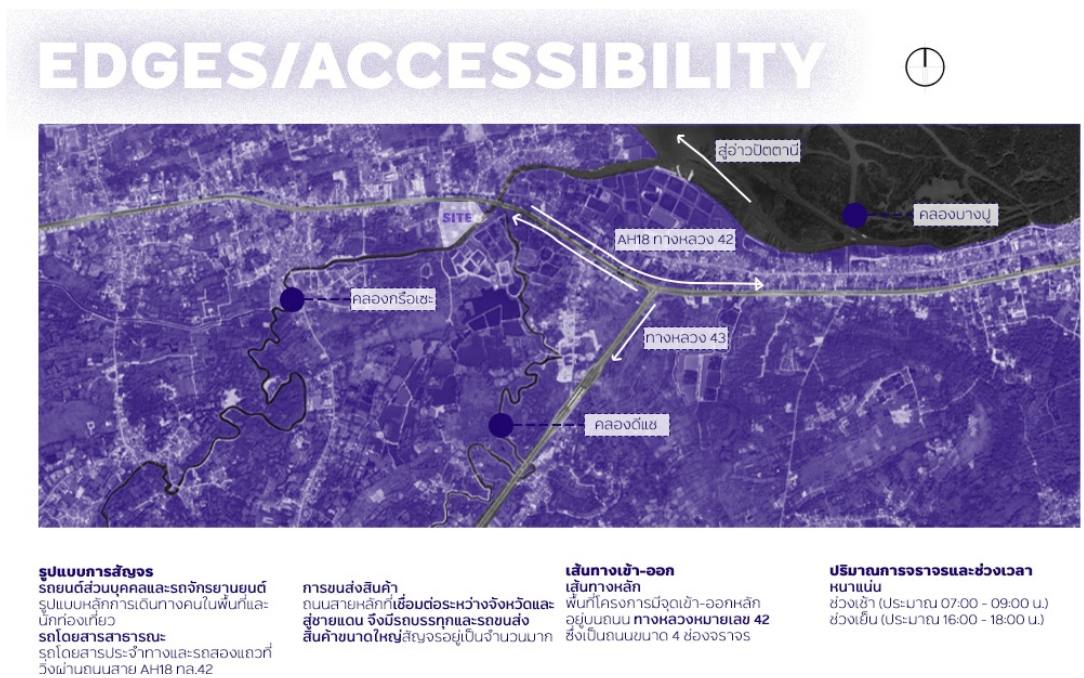 EDGES/ACCESSIBILITY
สู่อ่าวปัตตานี
SITE
คลองบางปู
AH18 ทางหลวง 42
คลองกรือเซะ
ทางหลวง 43
คลองดีแซ
รูปแบบการสัญจร
รถยนต์ส่วนบุคคลและรถจักรยานยนต์
รูปแบบหลักการเดินทางคนในพื้นที่และ
นักท่องเที่ยว
รถโดยสารสาธารณะ
รถโดยสารประจำทางและรถสองแถวที่
วิ่งผ่านถนนสาย AH18 ทล.42
การขนส่งสินค้า
ถนนสายหลักที่เชื่อมต่อระหว่างจังหวัดและ
สู่ชายแดน จึงมีรถบรรทุกและรถขนส่ง
สินค้าขนาดใหญ่สัญจรอยู่เป็นจำนวนมาก
เส้นทางเข้า-ออก
เส้นทางหลัก
พื้นที่โครงการมีจุดเข้า-ออกหลัก
อยู่บนถนน ทางหลวงหมายเลข 42
ซึ่งเป็นถนนขนาด 4 ช่องจราจร
ปริมาณการจราจรและช่วงเวลา
หนาแน่น
ช่วงเช้า (ประมาณ 07:00 - 09:00 น.)
ช่วงเย็น (ประมาณ 16:00 - 18:00 น.)